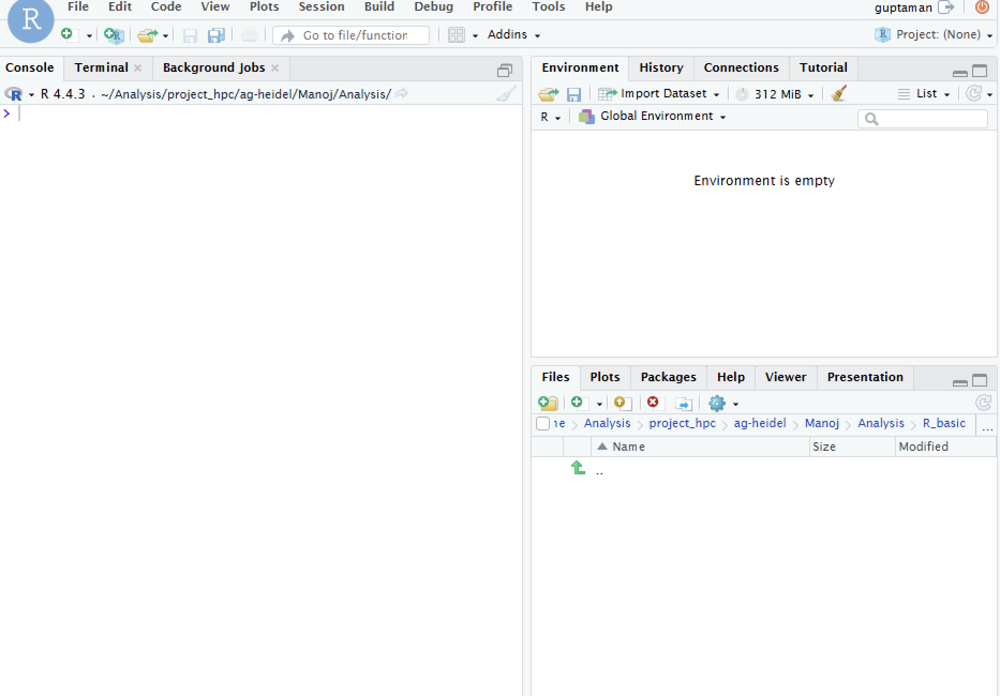 File Edit Code View Plots Session Build Debug Profile Tools Help guptaman
R
Go to file/function Addins Project: (None)
Console Terminal Background Jobs
R 4.4.3 . ~/Analysis/project_hpc/ag-heidel/Manoj/Analysis/
>
Environment History Connections Tutorial
Import Dataset 312 MiB List
R Global Environment
Environment is empty
Files Plots Packages Help Viewer Presentation
Analysis project_hpc ag-heidel Manoj Analysis R_basic ...
Name Size Modified
..